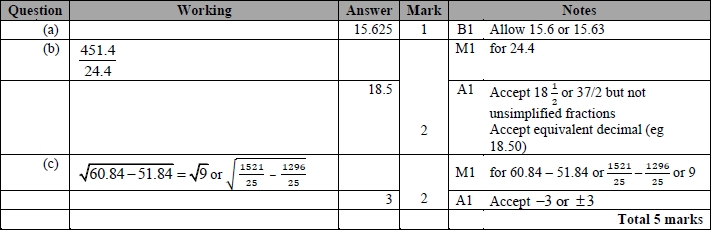 Question Working Answer Mark Notes
(a) 15.625 1 B1 Allow 15.6 or 15.63
(b) 451.4/24.4 M1 for 24.4
18.5 A1 Accept 18 1/2 or 37/2 but not
unsimplified fractions
2 Accept equivalent decimal (eg
18.50)
(c) √(60.84 – 51.84) = √9 or √(1521/25 − 1296/25) M1 for 60.84 – 51.84 or 1521/25 − 1296/25 or 9
3 2 A1 Accept −3 or ±3
Total 5 marks